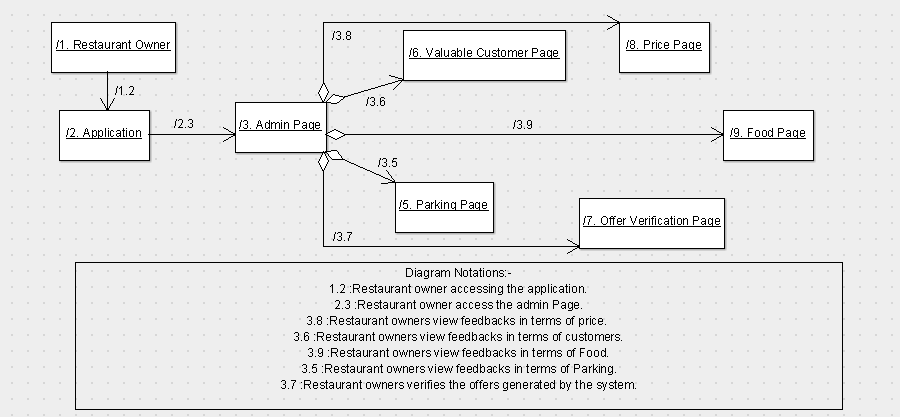 /1. Restaurant Owner
/3.8
/6. Valuable Customer Page
/8. Price Page
/1.2
/3.6
/2. Application
/2.3
/3. Admin Page
/3.9
/9. Food Page
/3.5
/5. Parking Page
/7. Offer Verification Page
/3.7
Diagram Notations:-
1.2 :Restaurant owner accessing the application.
2.3 :Restaurant owner access the admin Page.
3.8 :Restaurant owners view feedbacks in terms of price.
3.6 :Restaurant owners view feedbacks in terms of customers.
3.9 :Restaurant owners view feedbacks in terms of Food.
3.5 :Restaurant owners view feedbacks in terms of Parking.
3.7 :Restaurant owners verifies the offers generated by the system.